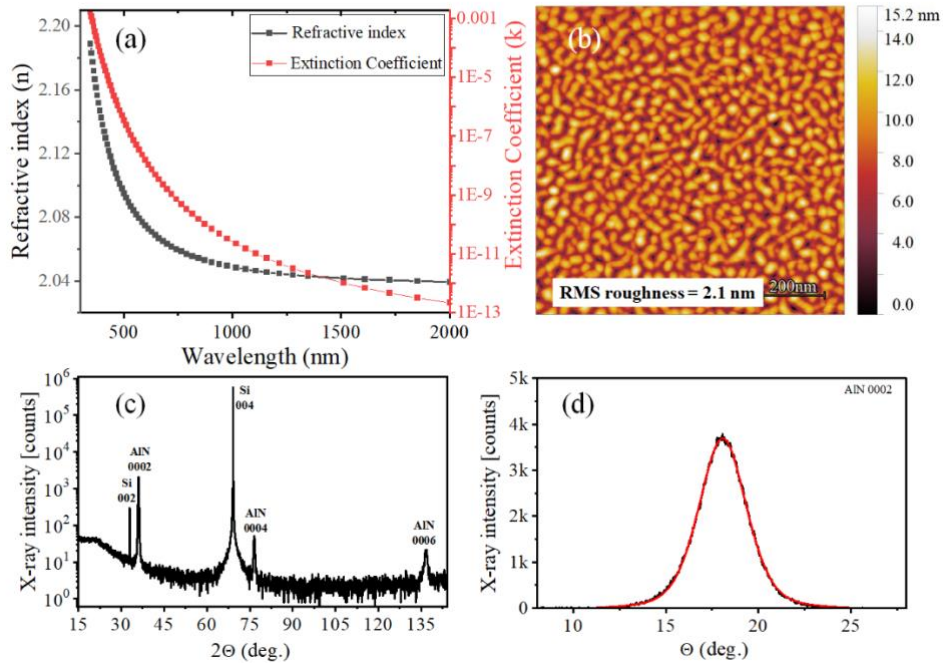 (a)
Refractive index
Extinction Coefficient
Refractive index (n)
2.20
2.16
2.12
2.08
2.04
0.001
1E-5
1E-7
1E-9
1E-11
1E-13
Extinction Coefficient (k)
500
1000
1500
2000
Wavelength (nm)
(b)
RMS roughness = 2.1 nm
200nm
15.2 nm
14.0
12.0
10.0
8.0
6.0
4.0
0.0
(c)
X-ray intensity [counts]
10^6
10^5
10^4
10^3
10^2
10^1
10^0
Si
002
AlN
0002
Si
004
AlN
0004
AlN
0006
15
30
45
60
75
90
105
120
135
2Θ (deg.)
(d)
AlN 0002
X-ray intensity [counts]
5k
4k
3k
2k
1k
0
10
15
20
25
Θ (deg.)